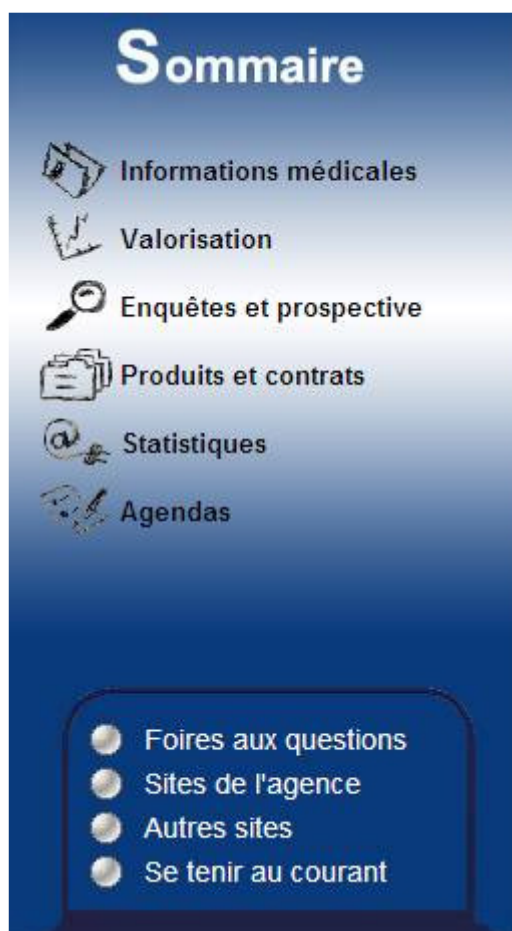 Sommaire
Informations médicales
Valorisation
Enquêtes et prospective
Produits et contrats
Statistiques
Agendas
Foires aux questions
Sites de l'agence
Autres sites
Se tenir au courant